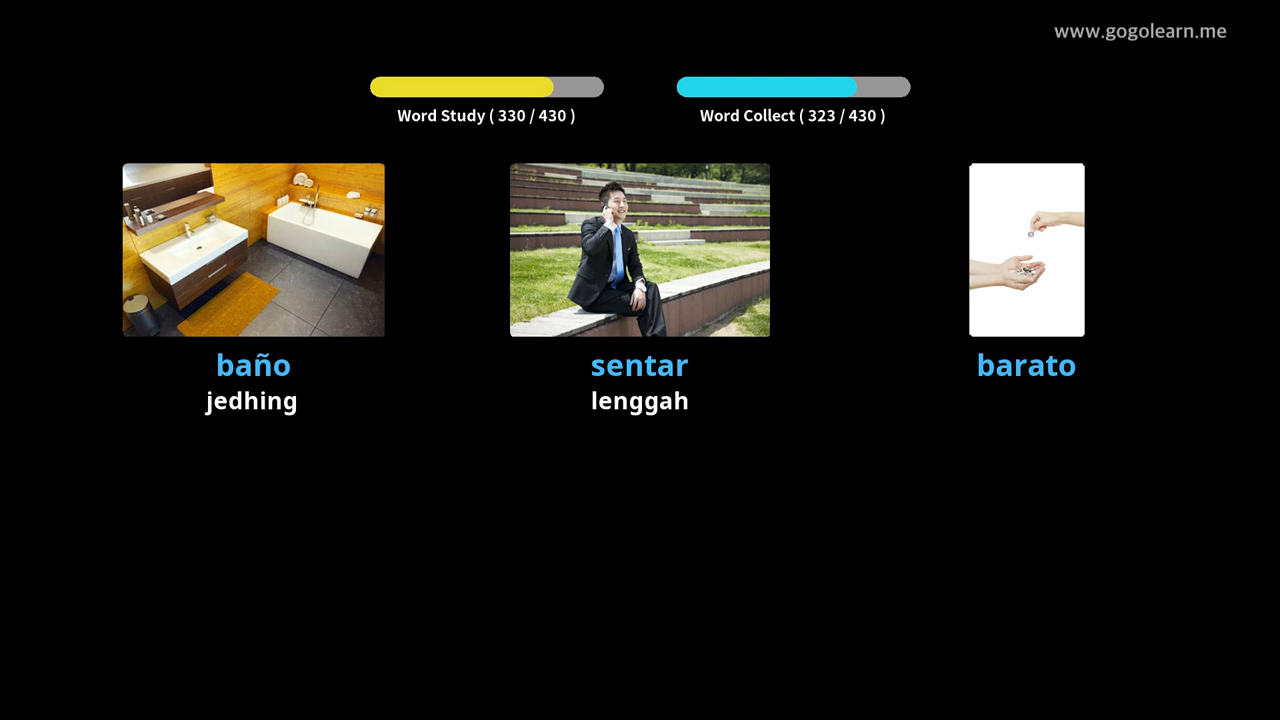 www.gogolearn.me
Word Study ( 330 / 430 )
Word Collect ( 323 / 430 )
baño
sentar
barato
jedhing
lenggah